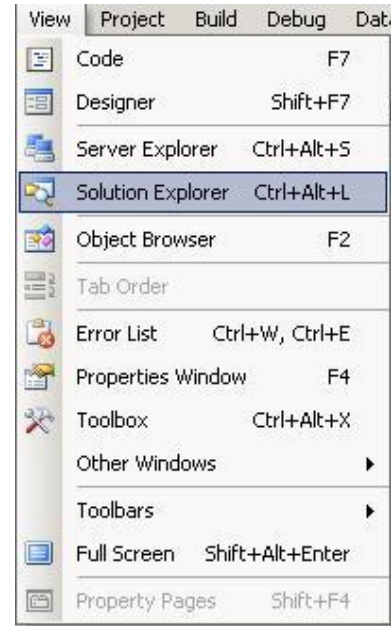 View Project Build Debug Dat
Code F7
Designer Shift+F7
Server Explorer Ctrl+Alt+S
Solution Explorer Ctrl+Alt+L
Object Browser F2
Tab Order
Error List Ctrl+W, Ctrl+E
Properties Window F4
Toolbox Ctrl+Alt+X
Other Windows
Toolbars
Full Screen Shift+Alt+Enter
Property Pages Shift+F4